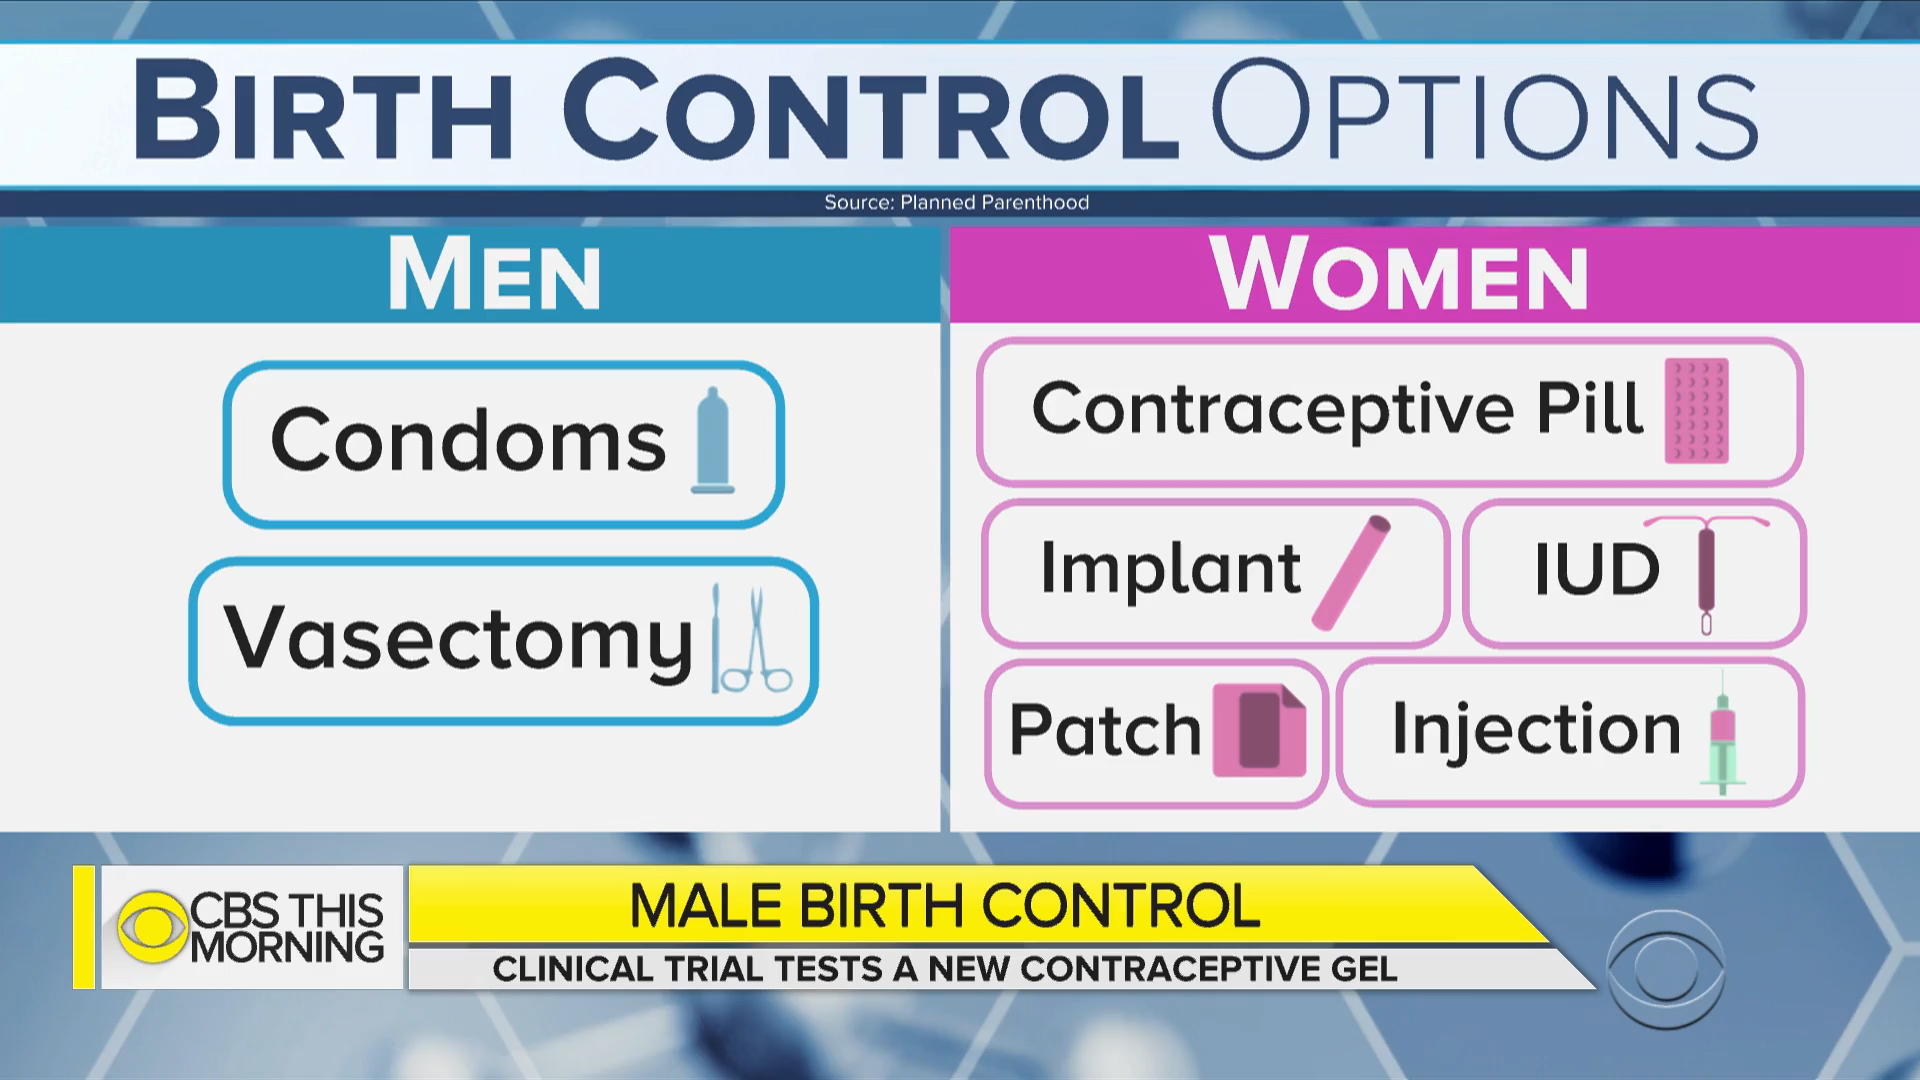 BIRTH CONTROL OPTIONS
Source: Planned Parenthood
MEN
WOMEN
Condoms
Vasectomy
Contraceptive Pill
Implant
IUD
Patch
Injection
CBS THIS
MORNING
MALE BIRTH CONTROL
CLINICAL TRIAL TESTS A NEW CONTRACEPTIVE GEL